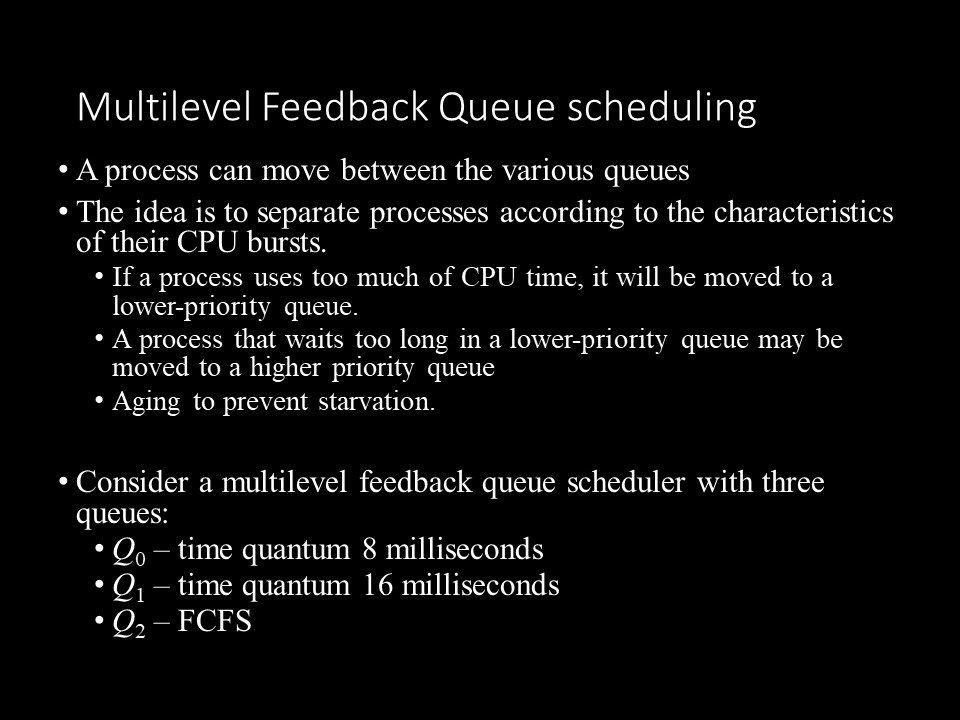 Multilevel Feedback Queue scheduling
• A process can move between the various queues
• The idea is to separate processes according to the characteristics
of their CPU bursts.
• If a process uses too much of CPU time, it will be moved to a
lower-priority queue.
• A process that waits too long in a lower-priority queue may be
moved to a higher priority queue
• Aging to prevent starvation.
• Consider a multilevel feedback queue scheduler with three
queues:
• Q₀ – time quantum 8 milliseconds
• Q₁ – time quantum 16 milliseconds
• Q₂ – FCFS